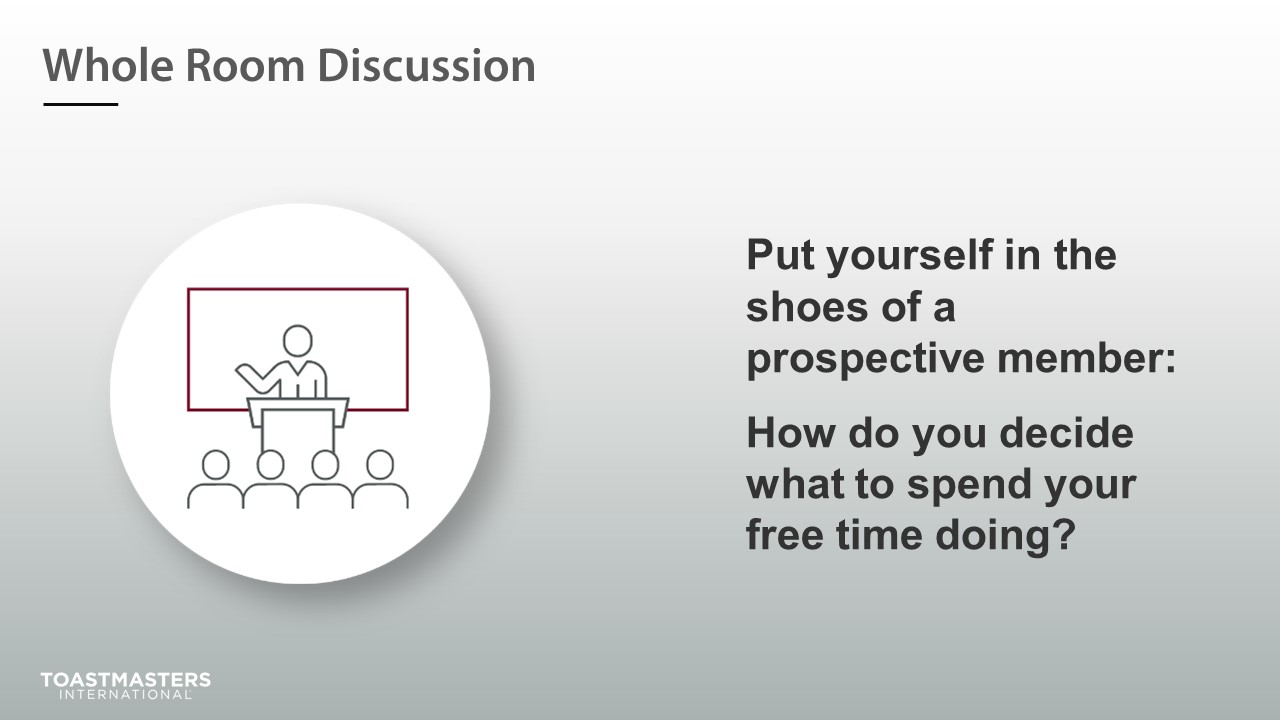 Whole Room Discussion
Put yourself in the
shoes of a
prospective member:
How do you decide
what to spend your
free time doing?
TOASTMASTERS
INTERNATIONAL